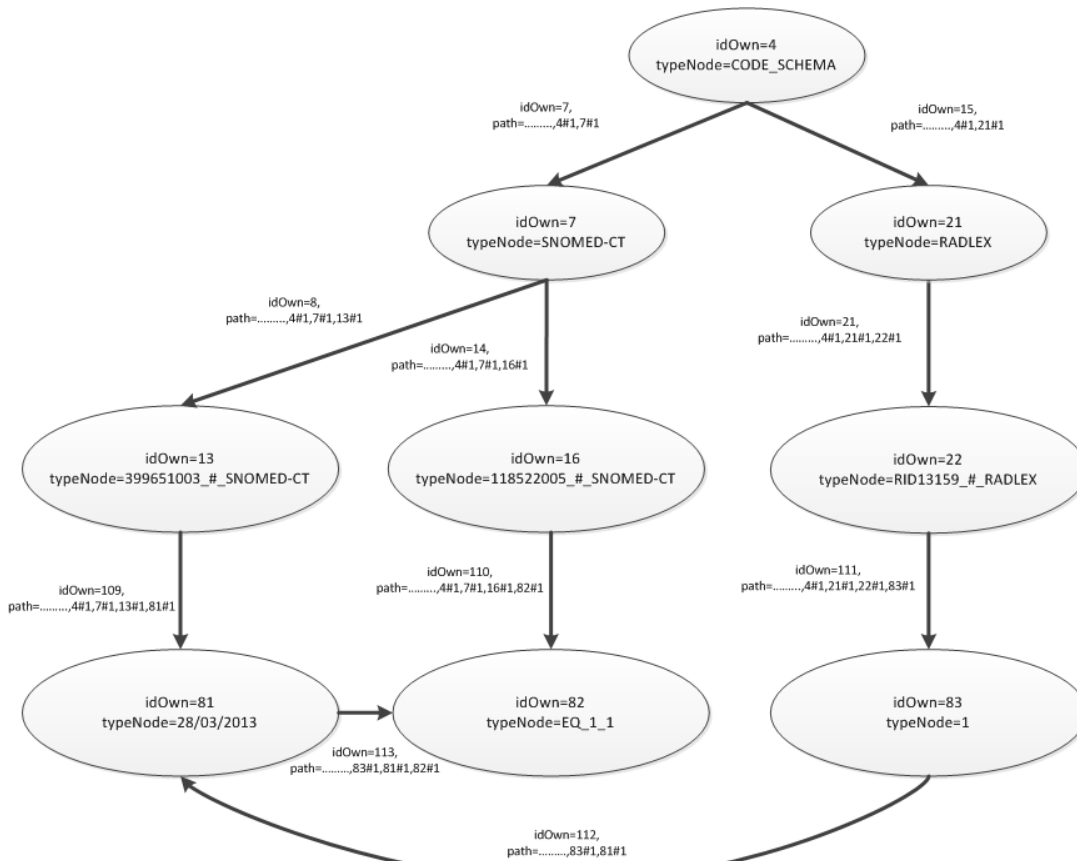 idOwn=4
typeNode=CODE_SCHEMA
idOwn=7,
path=.........,4#1,7#1
idOwn=15,
path=.........,4#1,21#1
idOwn=7
typeNode=SNOMED-CT
idOwn=21
typeNode=RADLEX
idOwn=8,
path=.........,4#1,7#1,13#1
idOwn=14,
path=.........,4#1,7#1,16#1
idOwn=21,
path=.........,4#1,21#1,22#1
idOwn=13
typeNode=399651003_#_SNOMED-CT
idOwn=16
typeNode=118522005_#_SNOMED-CT
idOwn=22
typeNode=RID13159_#_RADLEX
idOwn=109,
path=.........,4#1,7#1,13#1,81#1
idOwn=110,
path=.........,4#1,7#1,16#1,82#1
idOwn=111,
path=.........,4#1,21#1,22#1,83#1
idOwn=81
typeNode=28/03/2013
idOwn=82
typeNode=EQ_1_1
idOwn=83
typeNode=1
idOwn=113,
path=.........,83#1,81#1,82#1
idOwn=112,
path=.........,83#1,81#1